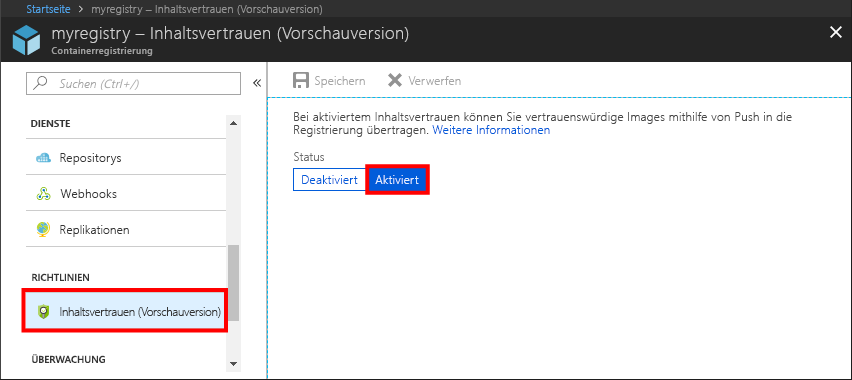 Startseite > myregistry – Inhaltsvertrauen (Vorschauversion)
myregistry – Inhaltsvertrauen (Vorschauversion)
Containerregistrierung
Suchen (Ctrl+/)
«
DIENSTE
Repositorys
Webhooks
Replikationen
RICHTLINIEN
Inhaltsvertrauen (Vorschauversion)
ÜBERWACHUNG
Speichern
Verwerfen
Bei aktiviertem Inhaltsvertrauen können Sie vertrauenswürdige Images mithilfe von Push in die
Registrierung übertragen. Weitere Informationen
Status
Deaktiviert
Aktiviert